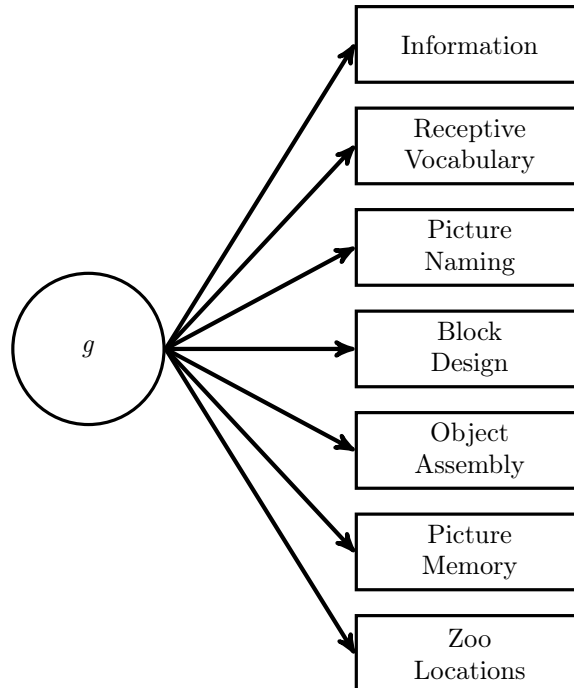 Information
Receptive
Vocabulary
Picture
Naming
g
Block
Design
Object
Assembly
Picture
Memory
Zoo
Locations